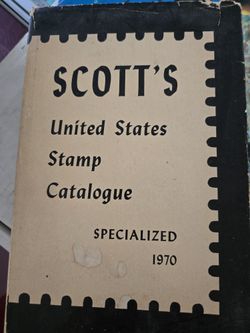 SCOTT'S
United States
Stamp
Catalogue
SPECIALIZED
1970